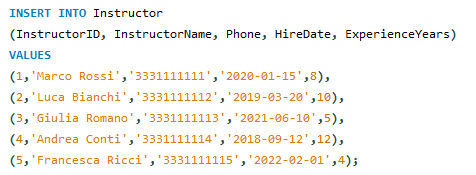 INSERT INTO Instructor
(InstructorID, InstructorName, Phone, HireDate, ExperienceYears)
VALUES
(1,'Marco Rossi','3331111111','2020-01-15',8),
(2,'Luca Bianchi','3331111112','2019-03-20',10),
(3,'Giulia Romano','3331111113','2021-06-10',5),
(4,'Andrea Conti','3331111114','2018-09-12',12),
(5,'Francesca Ricci','3331111115','2022-02-01',4);